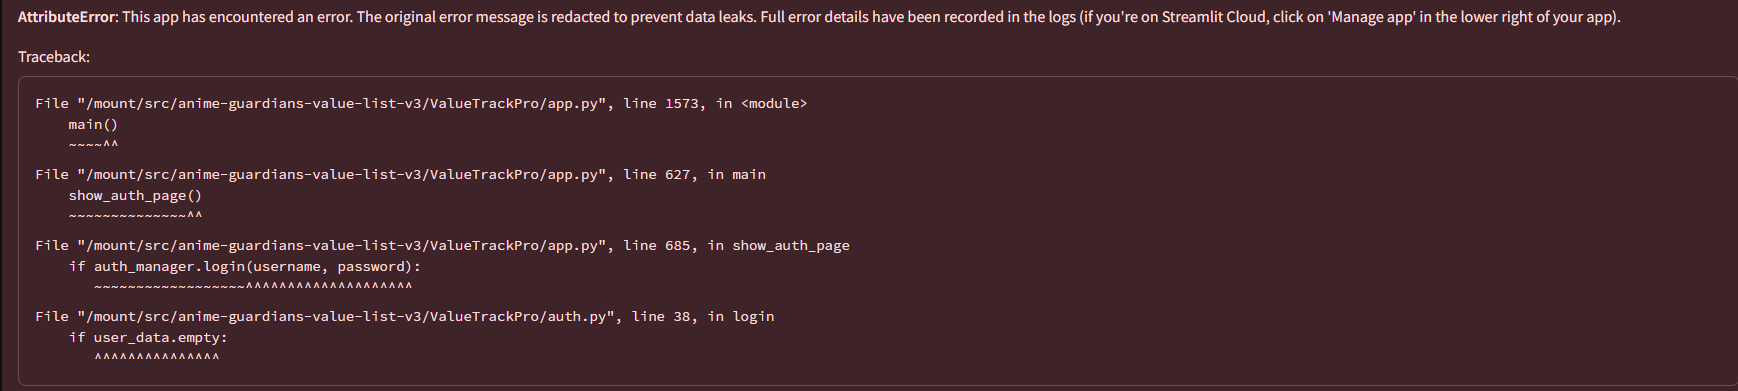 AttributeError: This app has encountered an error. The original error message is redacted to prevent data leaks. Full error details have been recorded in the logs (if you're on Streamlit Cloud, click on 'Manage app' in the lower right of your app).
Traceback:
File "/mount/src/anime-guardians-value-list-v3/ValueTrackPro/app.py", line 1573, in <module>
    main()
    ~~~~^^
File "/mount/src/anime-guardians-value-list-v3/ValueTrackPro/app.py", line 627, in main
    show_auth_page()
    ~~~~~~~~~~~~~~^^
File "/mount/src/anime-guardians-value-list-v3/ValueTrackPro/app.py", line 685, in show_auth_page
    if auth_manager.login(username, password):
       ~~~~~~~~~~~~~~~~~~^^^^^^^^^^^^^^^^^^^^
File "/mount/src/anime-guardians-value-list-v3/ValueTrackPro/auth.py", line 38, in login
    if user_data.empty:
       ^^^^^^^^^^^^^^^